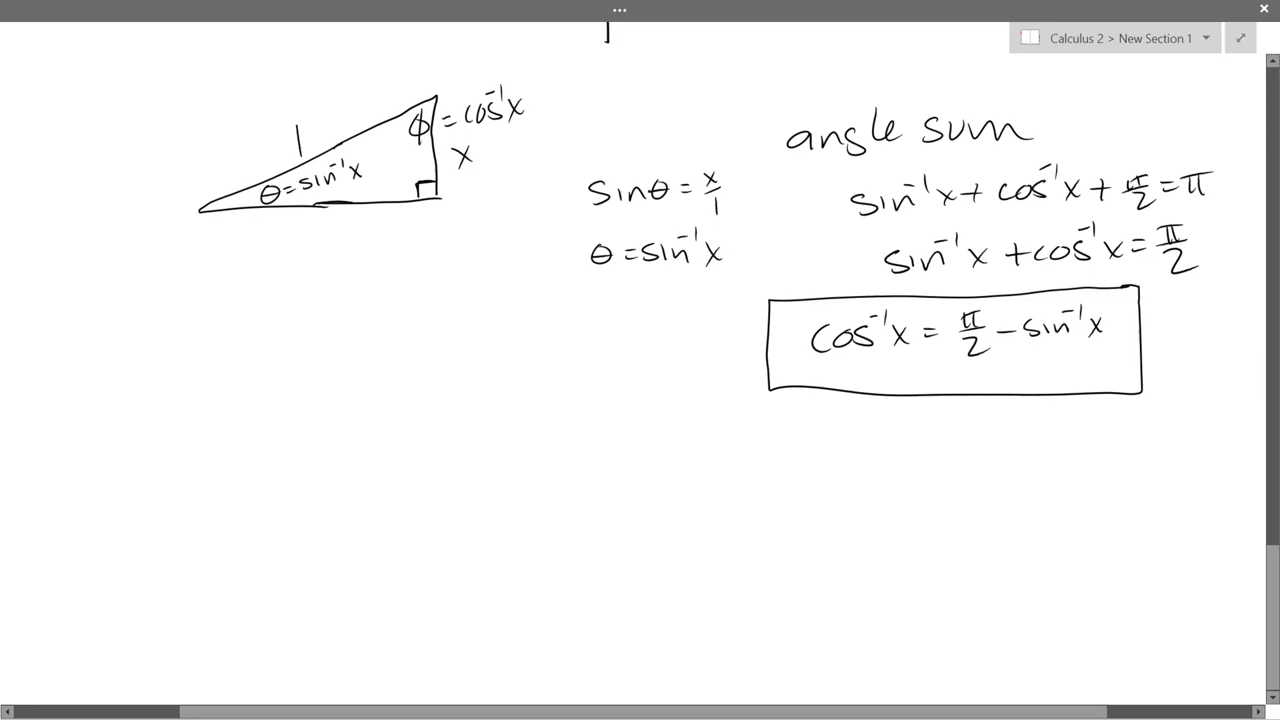 Calculus 2 > New Section 1
1
ϕ = cos⁻¹x
x
θ = sin⁻¹x
sinθ = x/1
θ = sin⁻¹x
angle sum
sin⁻¹x + cos⁻¹x + π/2 = π
sin⁻¹x + cos⁻¹x = π/2
cos⁻¹x = π/2 − sin⁻¹x